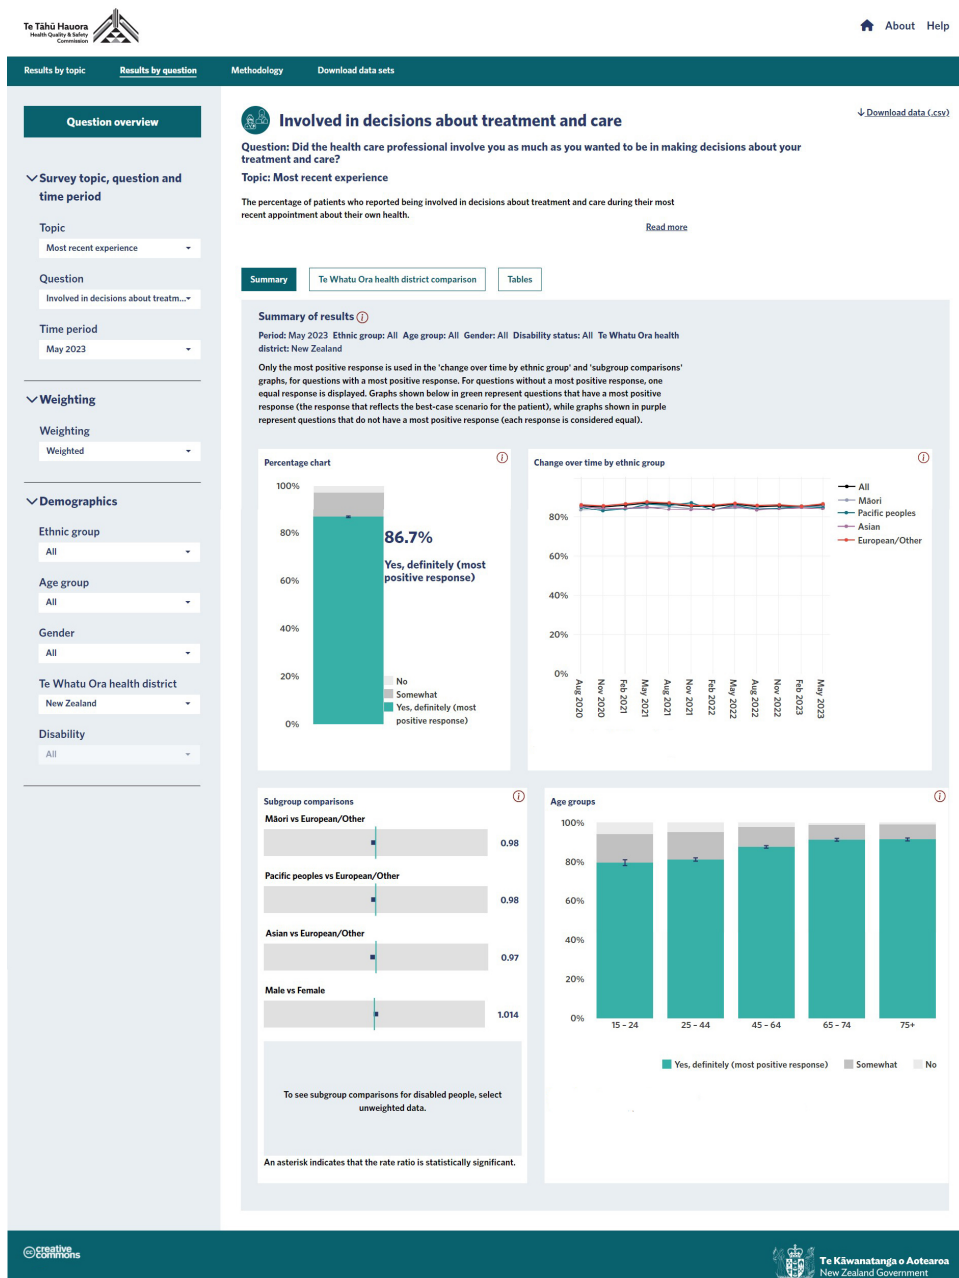 Te Tāhū Hauora
Health Quality & Safety
Commission
About
Help
Results by topic
Results by question
Methodology
Download data sets
Question overview
Survey topic, question and
time period
Topic
Most recent experience
Question
Involved in decisions about treatm...
Time period
May 2023
Weighting
Weighting
Weighted
Demographics
Ethnic group
All
Age group
All
Gender
All
Te Whatu Ora health district
New Zealand
Disability
All
Involved in decisions about treatment and care
Download data (.csv)
Question: Did the health care professional involve you as much as you wanted to be in making decisions about your
treatment and care?
Topic: Most recent experience
The percentage of patients who reported being involved in decisions about treatment and care during their most
recent appointment about their own health.
Read more
Summary
Te Whatu Ora health district comparison
Tables
Summary of results
Period: May 2023 Ethnic group: All Age group: All Gender: All Disability status: All Te Whatu Ora health
district: New Zealand
Only the most positive response is used in the 'change over time by ethnic group' and 'subgroup comparisons'
graphs, for questions with a most positive response. For questions without a most positive response, one
equal response is displayed. Graphs shown below in green represent questions that have a most positive
response (the response that reflects the best-case scenario for the patient), while graphs shown in purple
represent questions that do not have a most positive response (each response is considered equal).
Percentage chart
100%
80%
60%
40%
20%
0%
86.7%
Yes, definitely (most
positive response)
No
Somewhat
Yes, definitely (most
positive response)
Change over time by ethnic group
80%
60%
40%
20%
0%
Aug 2020
Nov 2020
Feb 2021
May 2021
Aug 2021
Nov 2021
Feb 2022
May 2022
Aug 2022
Nov 2022
Feb 2023
May 2023
All
Māori
Pacific peoples
Asian
European/Other
Subgroup comparisons
Māori vs European/Other
0.98
Pacific peoples vs European/Other
0.98
Asian vs European/Other
0.97
Male vs Female
1.014
To see subgroup comparisons for disabled people, select
unweighted data.
An asterisk indicates that the rate ratio is statistically significant.
Age groups
100%
80%
60%
40%
20%
0%
15 – 24
25 – 44
45 – 64
65 – 74
75+
Yes, definitely (most positive response)
Somewhat
No
cc creative
commons
Te Kāwanatanga o Aotearoa
New Zealand Government